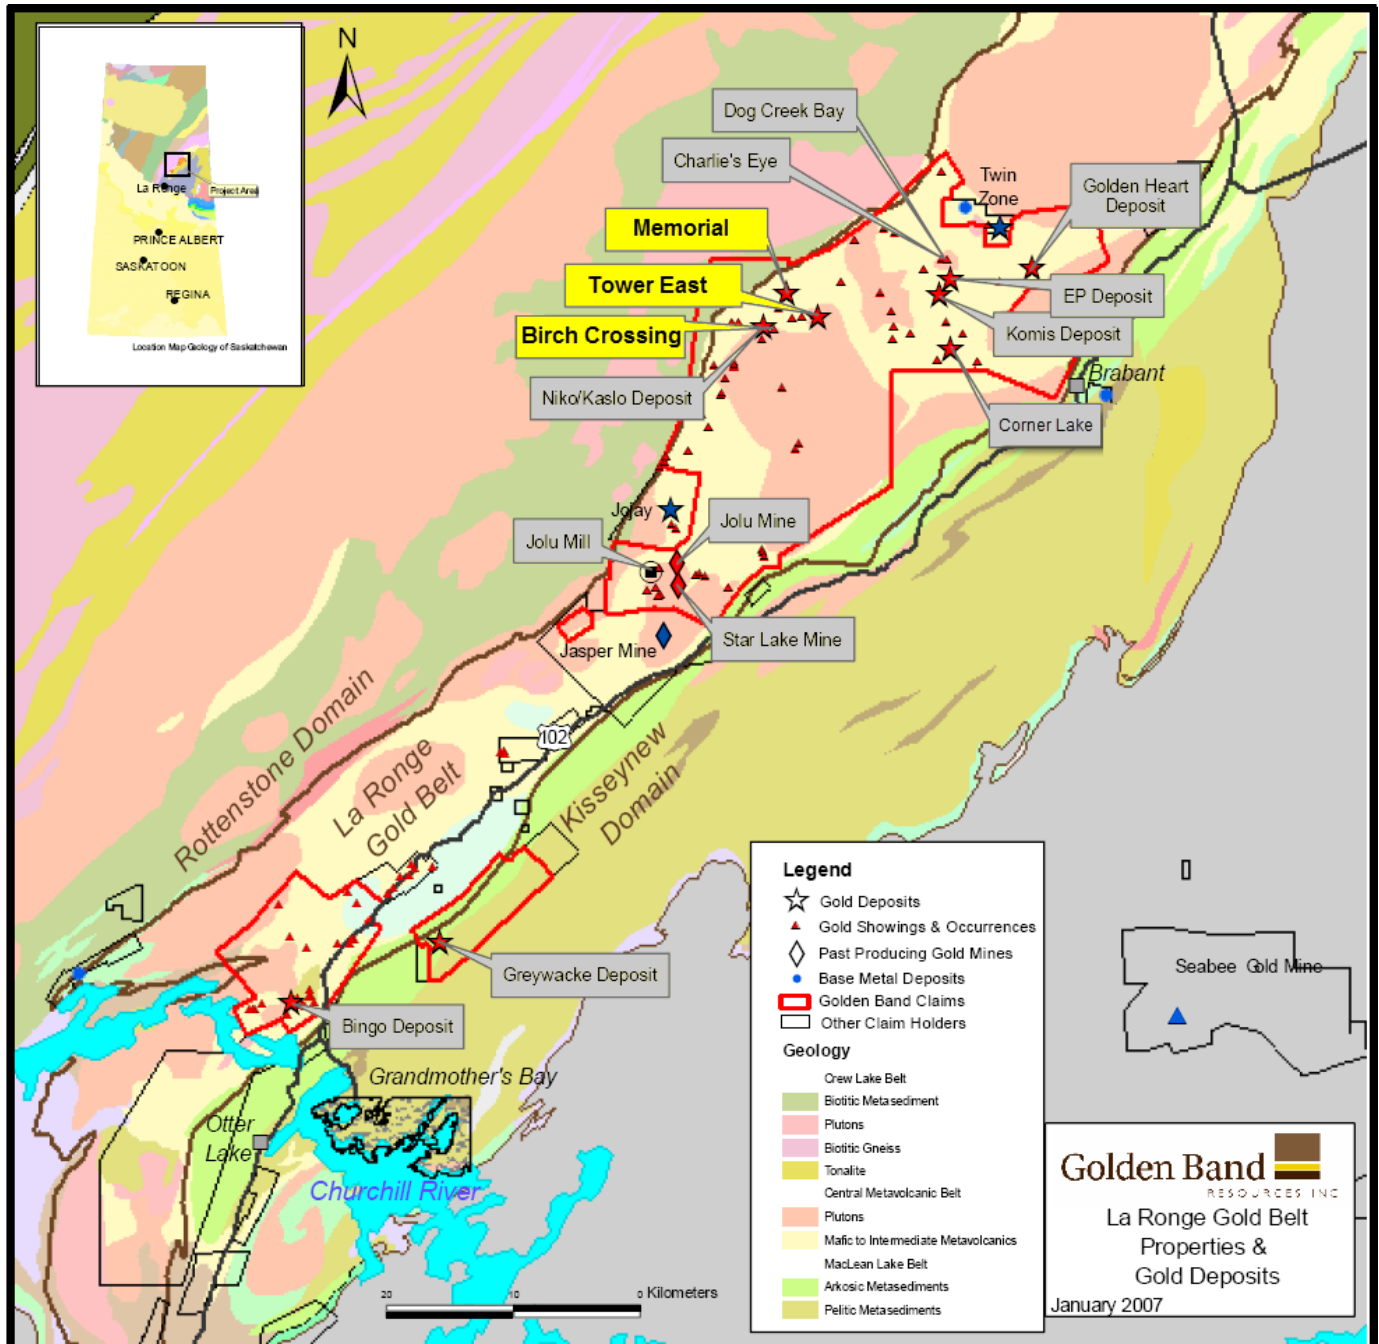 N
La Ronge
Project Area
PRINCE ALBERT
SASKATOON
REGINA
Location Map Geology of Saskatchewan
Dog Creek Bay
Charlie's Eye
Twin
Zone
Golden Heart
Deposit
Memorial
Tower East
Birch Crossing
EP Deposit
Komis Deposit
Niko/Kaslo Deposit
Brabant
Corner Lake
Jojay
Jolu Mine
Jolu Mill
Star Lake Mine
Jasper Mine
Rottenstone Domain
La Ronge
Gold Belt
102
Kisseynew
Domain
Greywacke Deposit
Bingo Deposit
Grandmother's Bay
Otter
Lake
Churchill River
Seabee Gold Mine
Legend
Gold Deposits
Gold Showings & Occurrences
Past Producing Gold Mines
Base Metal Deposits
Golden Band Claims
Other Claim Holders
Geology
Crew Lake Belt
Biotitic Metasediment
Plutons
Biotitic Gneiss
Tonalite
Central Metavolcanic Belt
Plutons
Mafic to Intermediate Metavolcanics
MacLean Lake Belt
Arkosic Metasediments
Pelitic Metasediments
20 10 0 Kilometers
Golden Band
RESOURCES INC
La Ronge Gold Belt
Properties &
Gold Deposits
January 2007